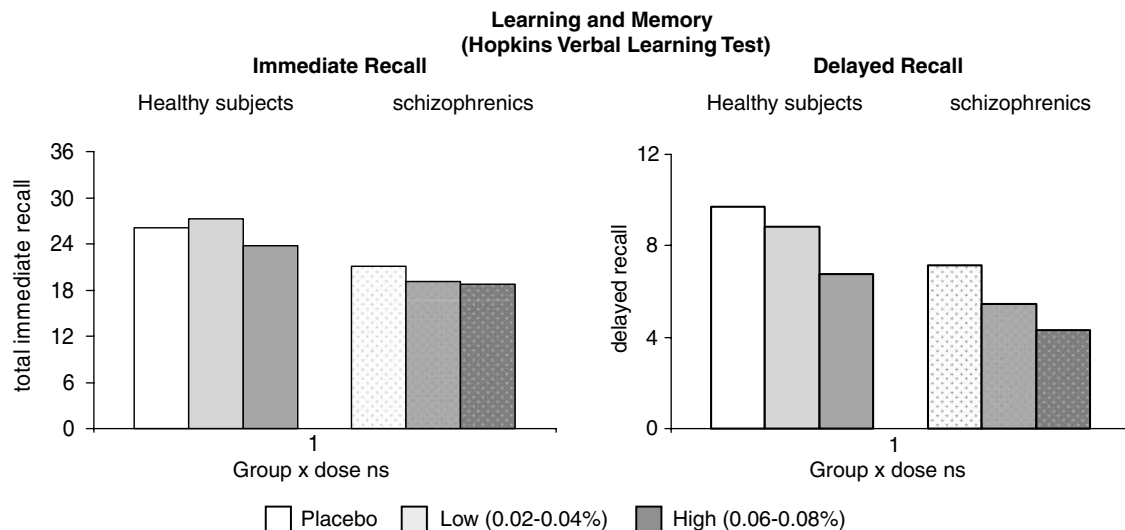 Learning and Memory
(Hopkins Verbal Learning Test)
Immediate Recall
Healthy subjects schizophrenics
total immediate recall
36
30
24
18
12
6
0
1
Group x dose ns
Delayed Recall
Healthy subjects schizophrenics
delayed recall
12
8
4
0
1
Group x dose ns
Placebo Low (0.02-0.04%) High (0.06-0.08%)